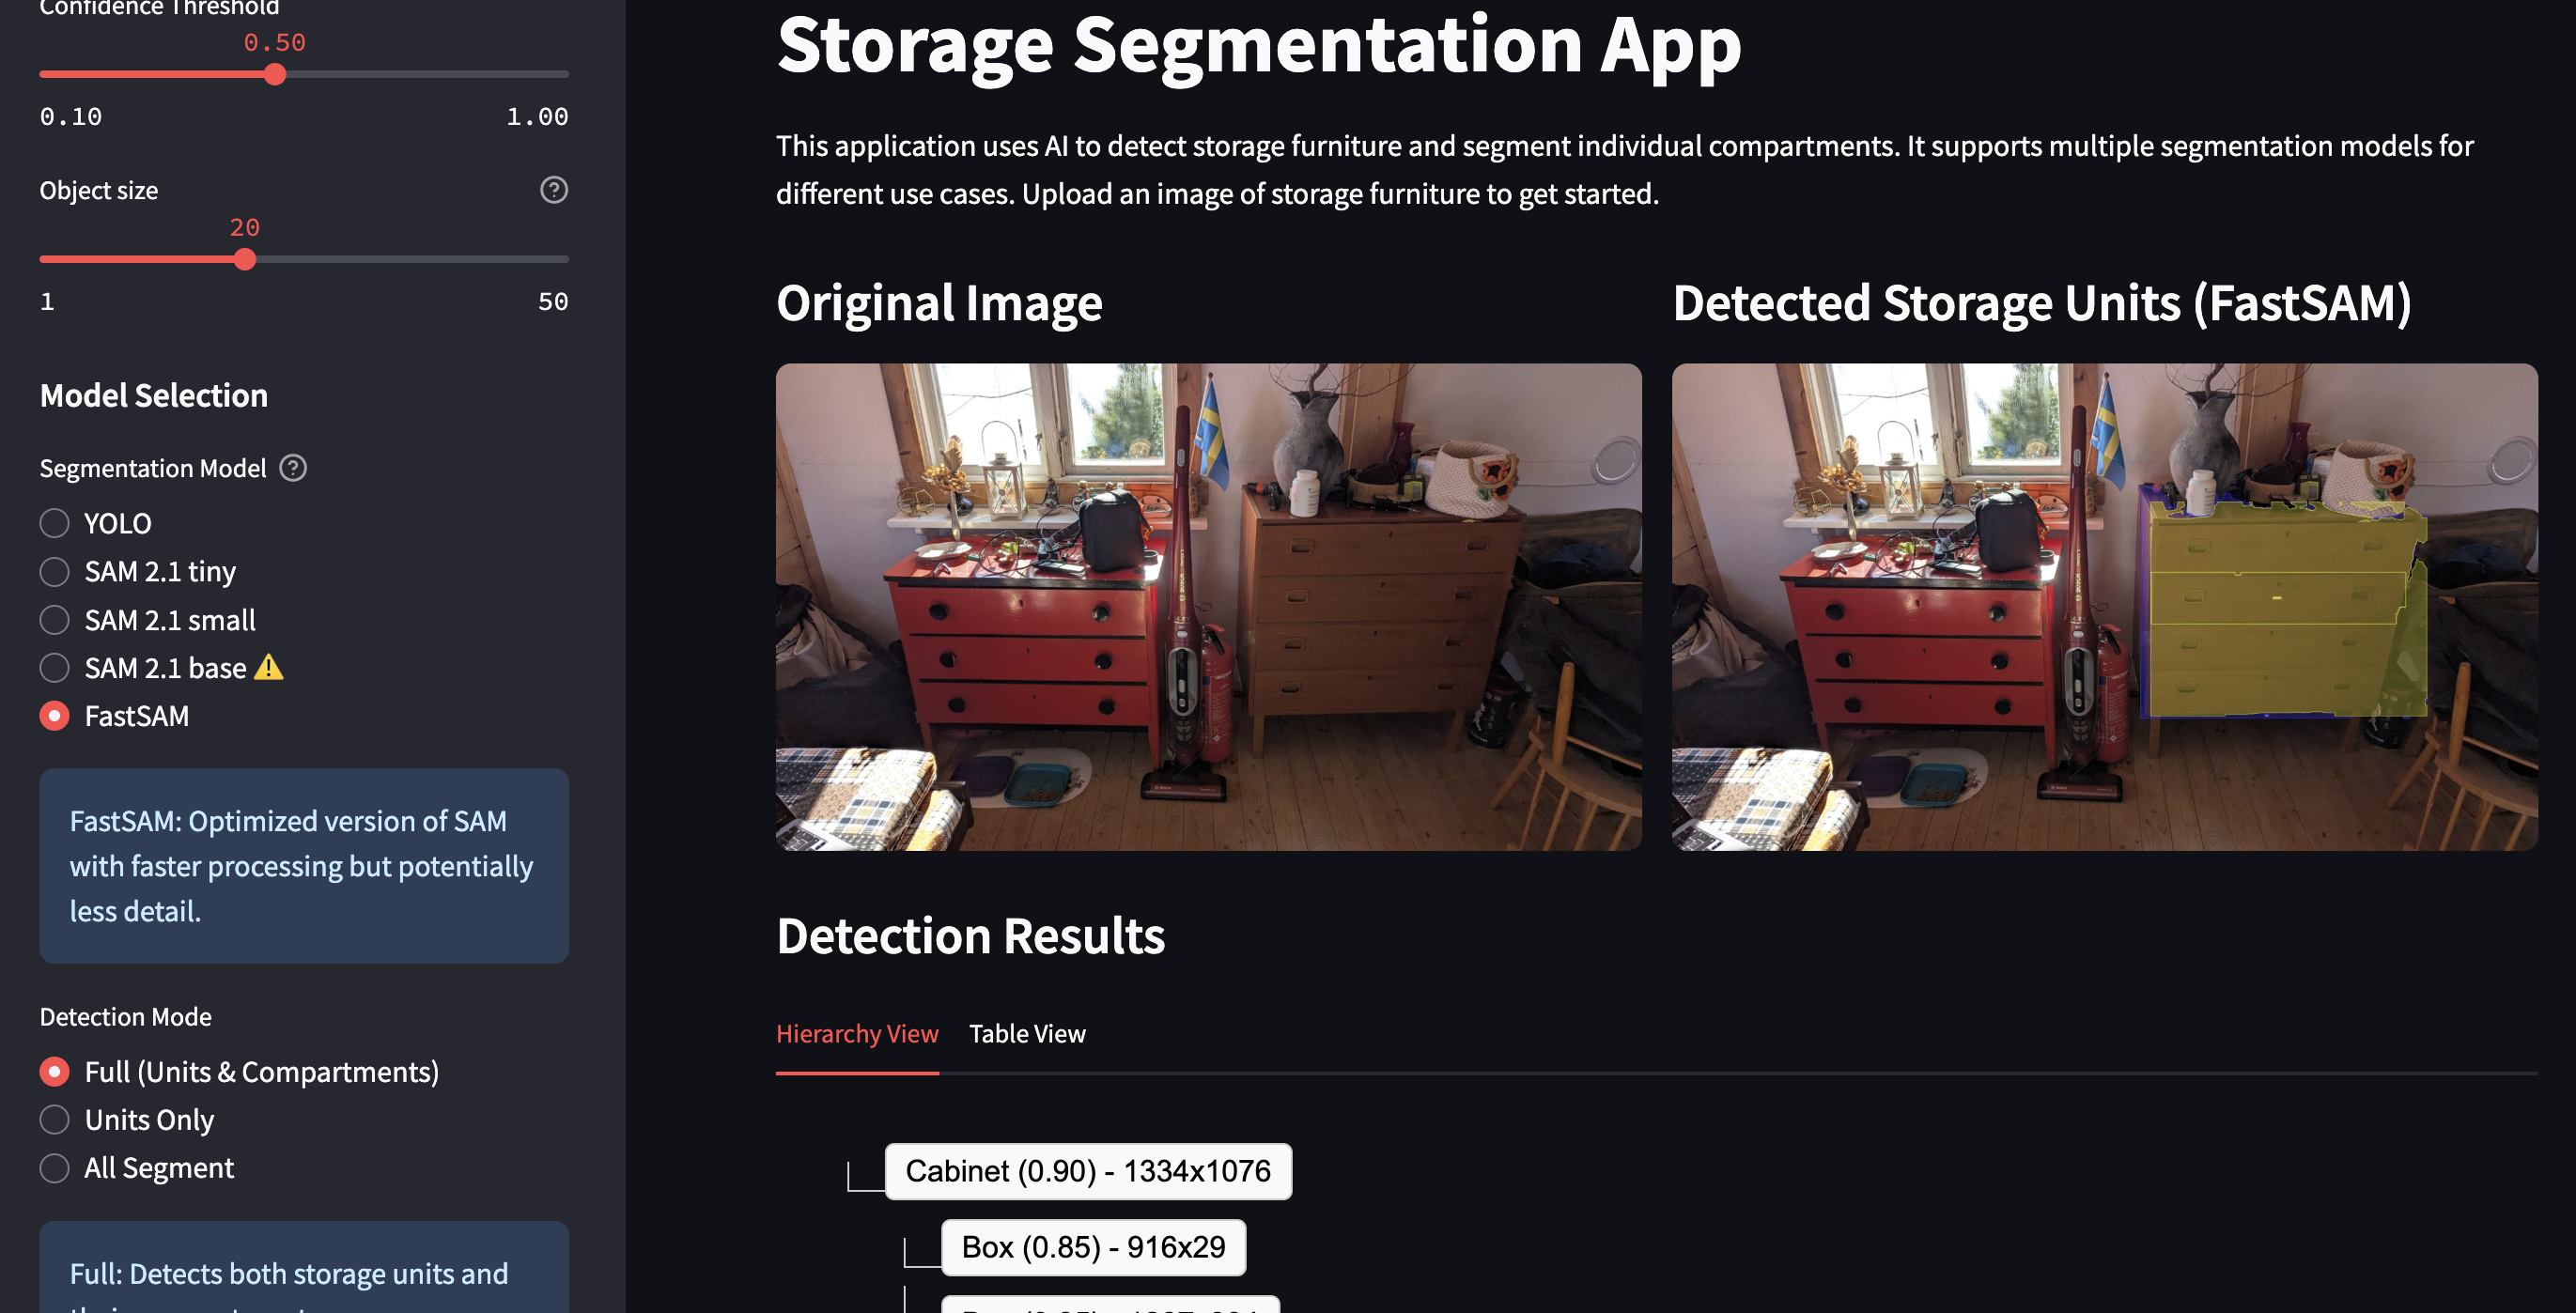 Confidence Threshold
0.50
0.10 1.00
Object size
20
1 50
Model Selection
Segmentation Model
YOLO
SAM 2.1 tiny
SAM 2.1 small
SAM 2.1 base
FastSAM
FastSAM: Optimized version of SAM
with faster processing but potentially
less detail.
Detection Mode
Full (Units & Compartments)
Units Only
All Segment
Full: Detects both storage units and
Storage Segmentation App
This application uses AI to detect storage furniture and segment individual compartments. It supports multiple segmentation models for
different use cases. Upload an image of storage furniture to get started.
Original Image
Detected Storage Units (FastSAM)
Detection Results
Hierarchy View Table View
Cabinet (0.90) - 1334x1076
Box (0.85) - 916x29